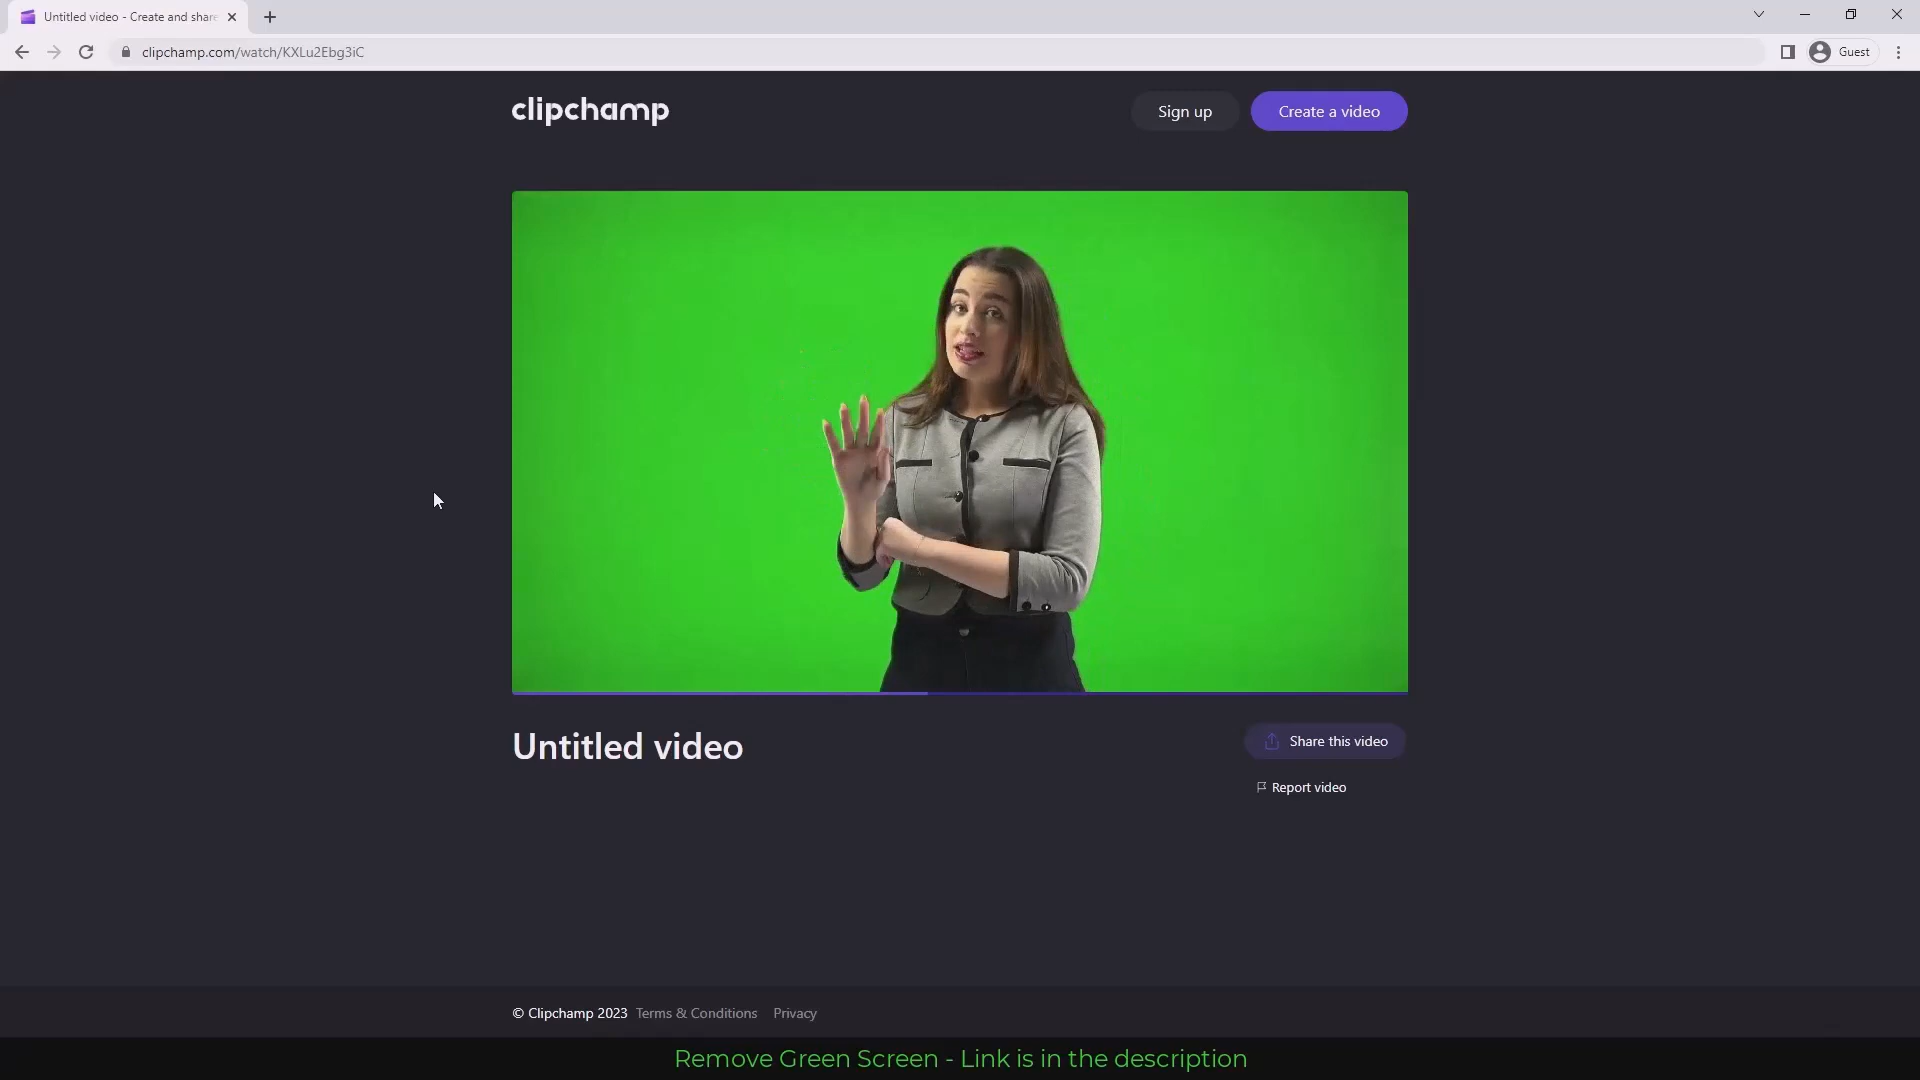 Untitled video - Create and share
clipchamp.com/watch/KXLu2Ebg3iC
Guest
clipchamp
Sign up
Create a video
Untitled video
Share this video
Report video
© Clipchamp 2023 Terms & Conditions Privacy
Remove Green Screen - Link is in the description